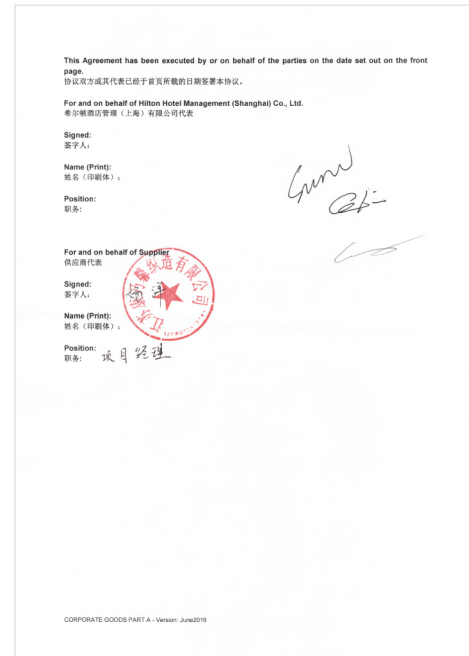 This Agreement has been executed by or on behalf of the parties on the date set out on the front
page.
协议双方或其代表已经于首页所载的日期签署本协议。
For and on behalf of Hilton Hotel Management (Shanghai) Co., Ltd.
希尔顿酒店管理（上海）有限公司代表
Signed:
签字人:
Name (Print):
姓名（印刷体）:
Position:
职务:
For and on behalf of Supplier
供应商代表
Signed:
签字人:
Name (Print):
姓名（印刷体）:
Position:
职务: 项目经理
CORPORATE GOODS PART A - Version: June2016